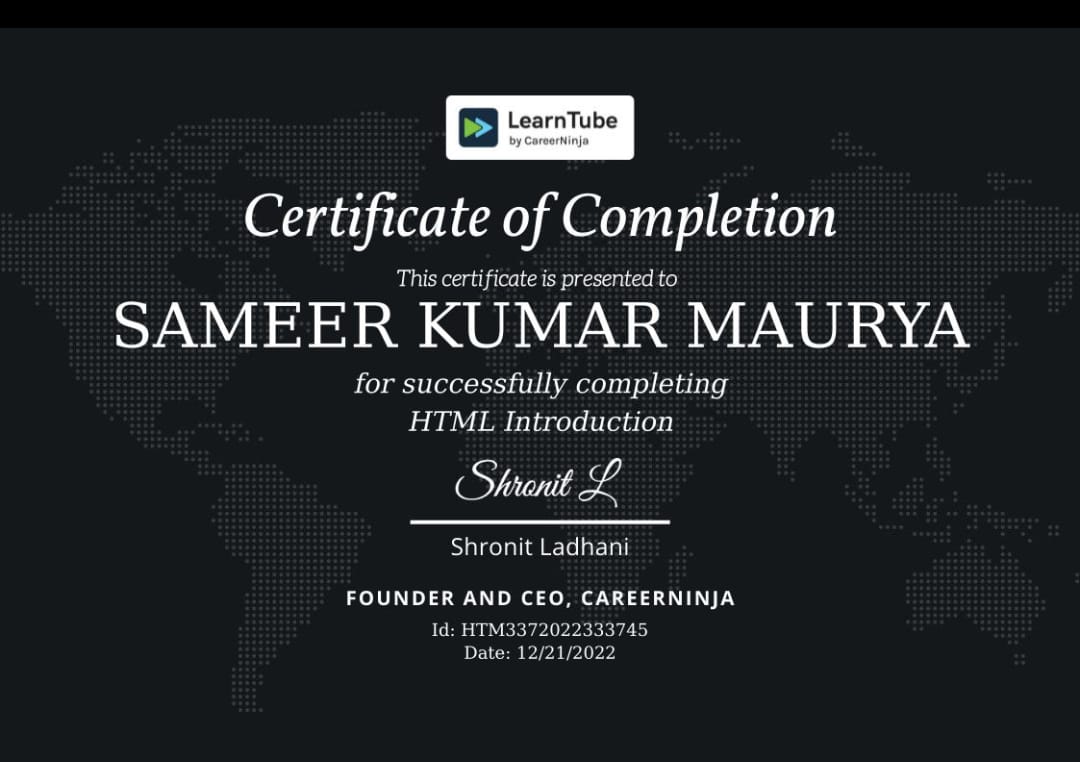 LearnTube
by CareerNinja
Certificate of Completion
This certificate is presented to
SAMEER KUMAR MAURYA
for successfully completing
HTML Introduction
Shronit L
Shronit Ladhani
FOUNDER AND CEO, CAREERNINJA
Id: HTM3372022333745
Date: 12/21/2022